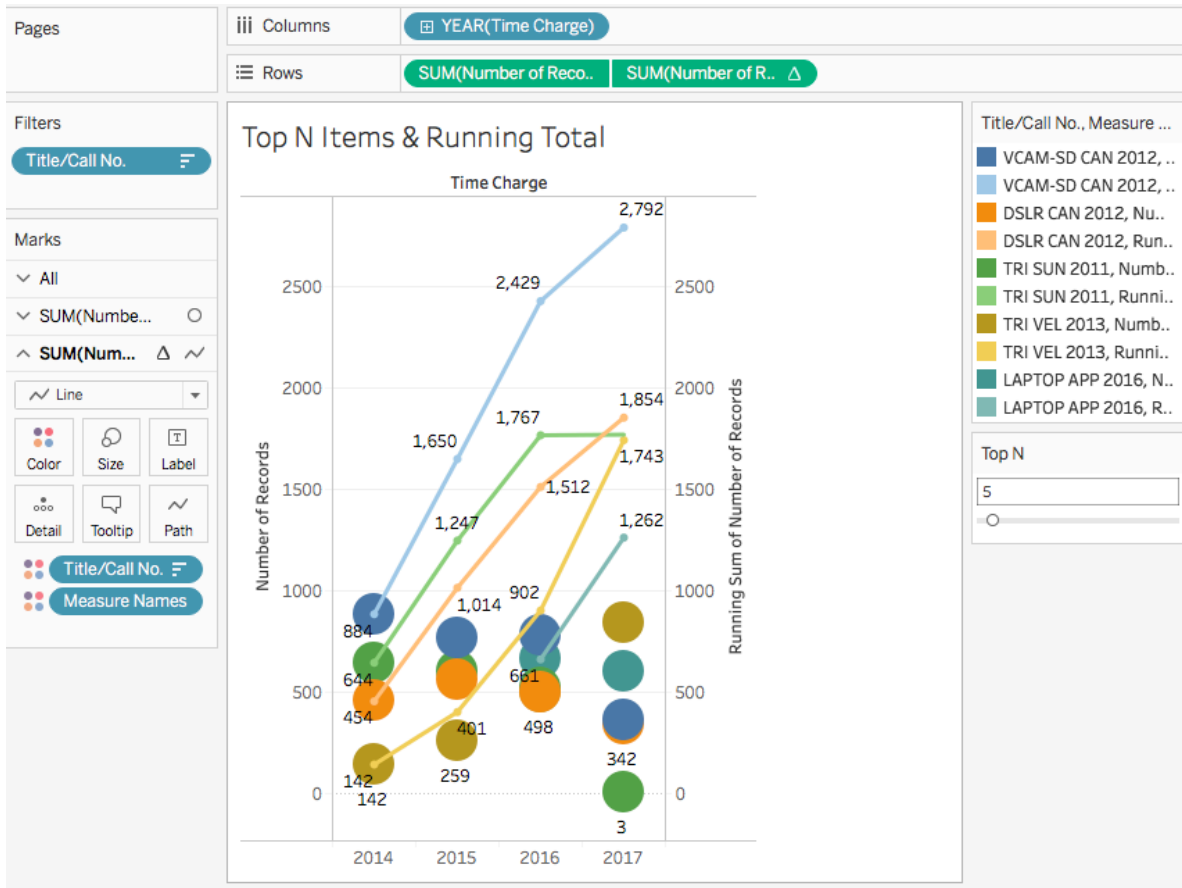 Pages
Columns
YEAR(Time Charge)
Rows
SUM(Number of Reco..
SUM(Number of R..
Filters
Title/Call No.
Marks
All
SUM(Numbe...
SUM(Num...
Line
Color
Size
Label
Detail
Tooltip
Path
Title/Call No.
Measure Names
Top N Items & Running Total
Time Charge
Number of Records
2500
2000
1500
1000
500
0
2,792
2,429
1,854
1,767
1,650
1,743
1,512
1,247
1,262
1,014
902
884
644
661
454
401
498
142
259
342
142
3
2500
2000
1500
1000
500
0
Running Sum of Number of Records
2014
2015
2016
2017
Title/Call No., Measure ...
VCAM-SD CAN 2012, ..
VCAM-SD CAN 2012, ..
DSLR CAN 2012, Nu..
DSLR CAN 2012, Run..
TRI SUN 2011, Numb..
TRI SUN 2011, Runni..
TRI VEL 2013, Numb..
TRI VEL 2013, Runni..
LAPTOP APP 2016, N..
LAPTOP APP 2016, R..
Top N
5